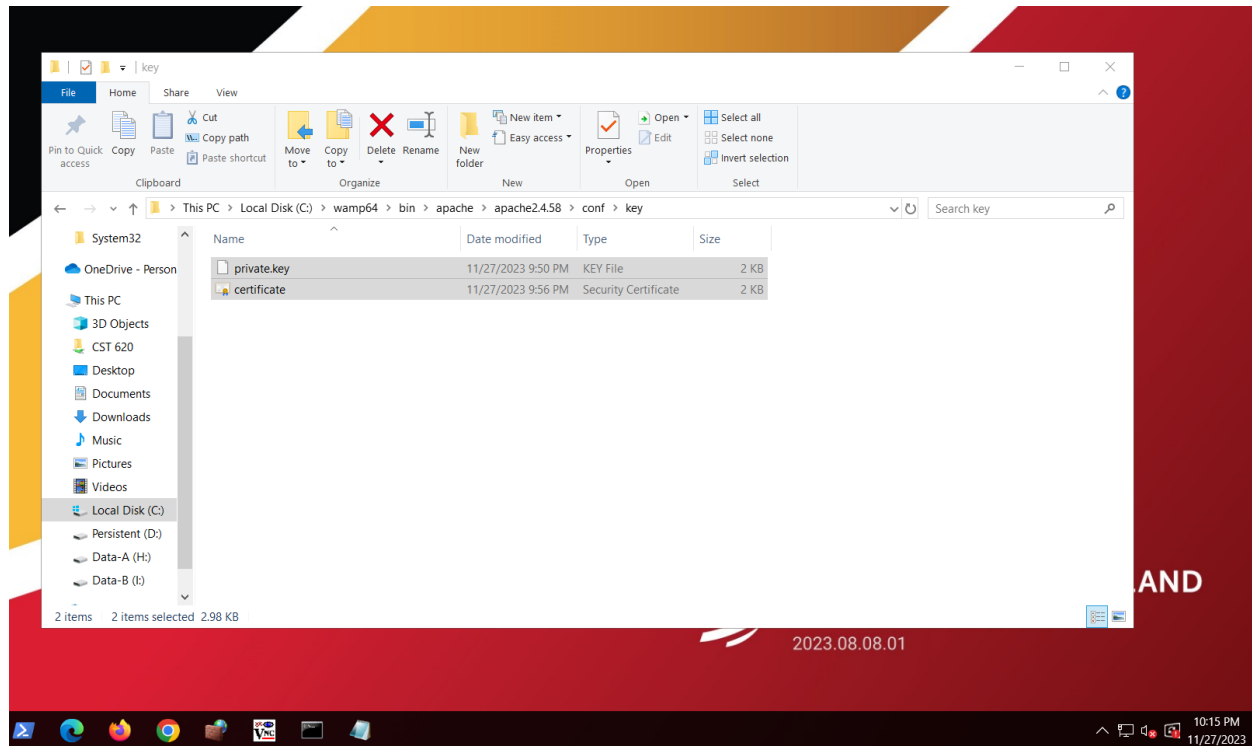 key
File Home Share View
Pin to Quick access
Copy
Paste
Cut
Copy path
Paste shortcut
Move to
Copy to
Delete
Rename
New folder
New item
Easy access
Properties
Open
Edit
Select all
Select none
Invert selection
Clipboard Organize New Open Select
This PC > Local Disk (C:) > wamp64 > bin > apache > apache2.4.58 > conf > key
Search key
Name Date modified Type Size
System32
OneDrive - Person
This PC
3D Objects
CST 620
Desktop
Documents
Downloads
Music
Pictures
Videos
Local Disk (C:)
Persistent (D:)
Data-A (H:)
Data-B (I:)
private.key 11/27/2023 9:50 PM KEY File 2 KB
certificate 11/27/2023 9:56 PM Security Certificate 2 KB
2 items 2 items selected 2.98 KB
AND
2023.08.08.01
VNC
10:15 PM
11/27/2023